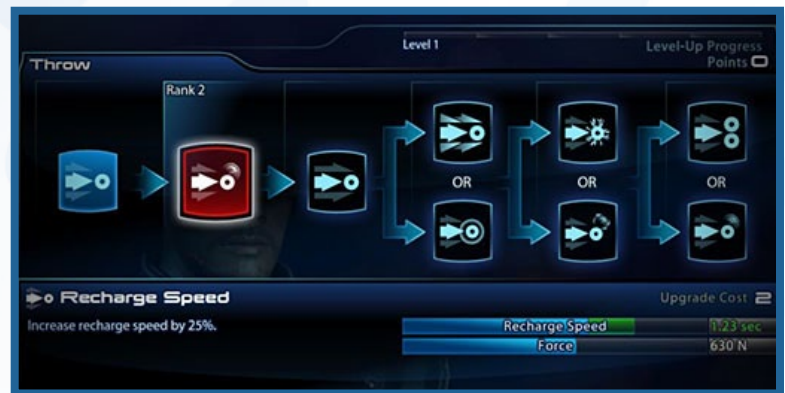 Level 1
Level-Up Progress
Points 0
Throw
Rank 2
OR
OR
OR
Recharge Speed
Upgrade Cost 2
Increase recharge speed by 25%.
Recharge Speed
1.23 sec
Force
630 N